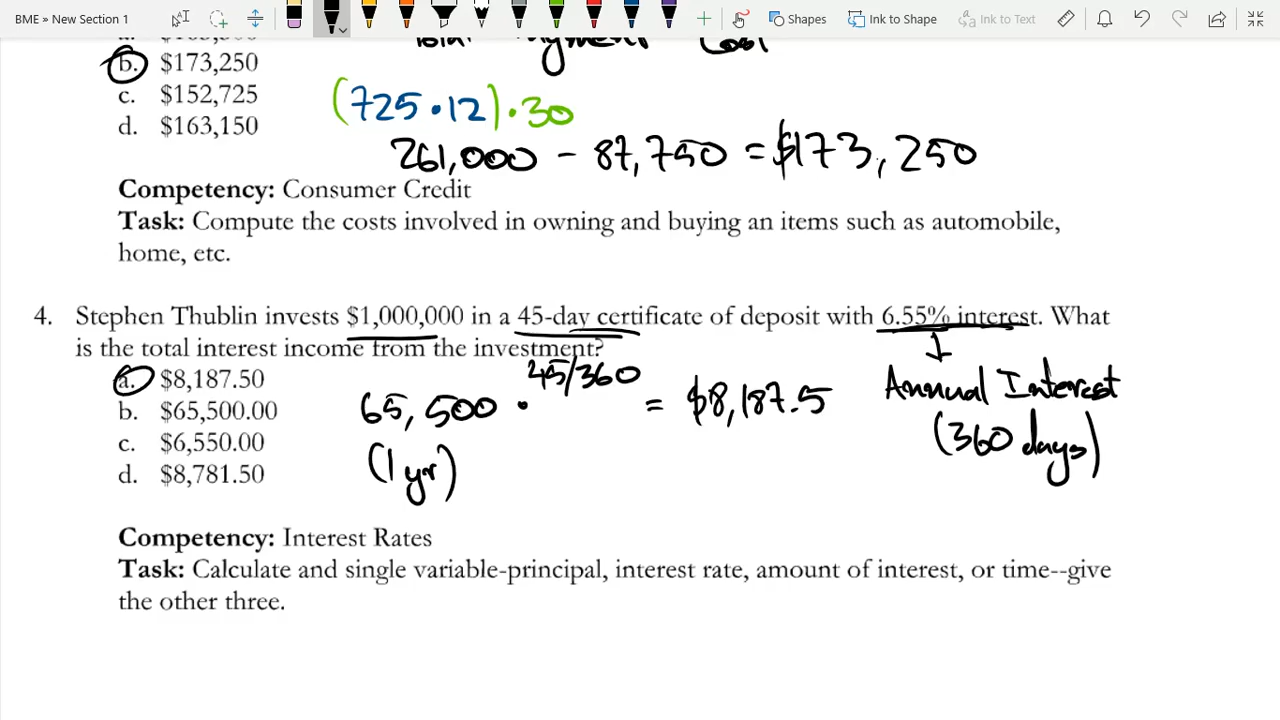 BME » New Section 1
Shapes
Ink to Shape
Ink to Text
Total Payment Cost
b. $173,250
c. $152,725
d. $163,150
(725 • 12) • 30
261,000 - 87,750 = $173,250
Competency: Consumer Credit
Task: Compute the costs involved in owning and buying an items such as automobile,
home, etc.
4. Stephen Thublin invests $1,000,000 in a 45-day certificate of deposit with 6.55% interest. What
is the total interest income from the investment?
a. $8,187.50
b. $65,500.00
c. $6,550.00
d. $8,781.50
65,500 • 45/360 = $8,187.5
(1 yr)
Annual Interest
(360 days)
Competency: Interest Rates
Task: Calculate and single variable-principal, interest rate, amount of interest, or time--give
the other three.